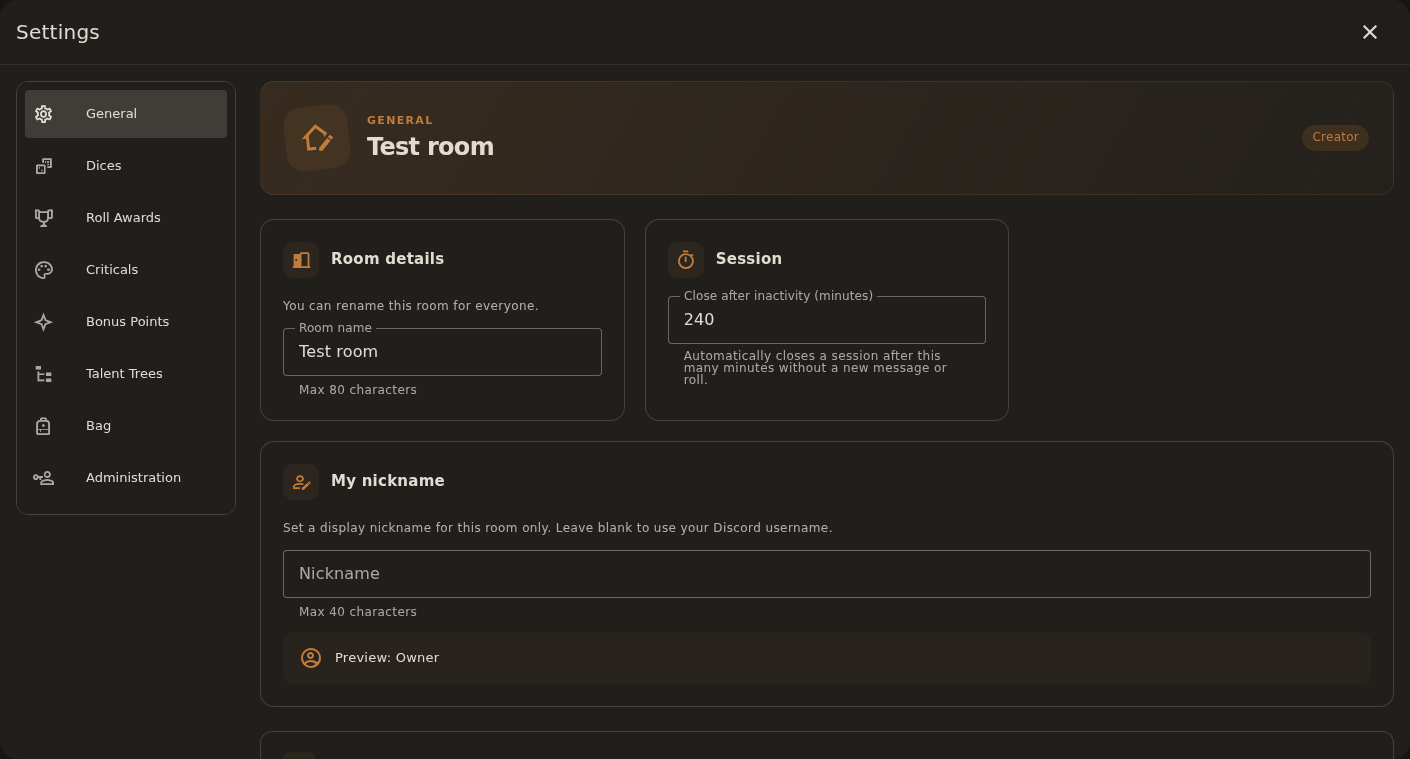 Settings
General
Dices
Roll Awards
Criticals
Bonus Points
Talent Trees
Bag
Administration
GENERAL
Test room
Creator
Room details
You can rename this room for everyone.
Room name
Test room
Max 80 characters
Session
Close after inactivity (minutes)
240
Automatically closes a session after this
many minutes without a new message or
roll.
My nickname
Set a display nickname for this room only. Leave blank to use your Discord username.
Nickname
Max 40 characters
Preview: Owner